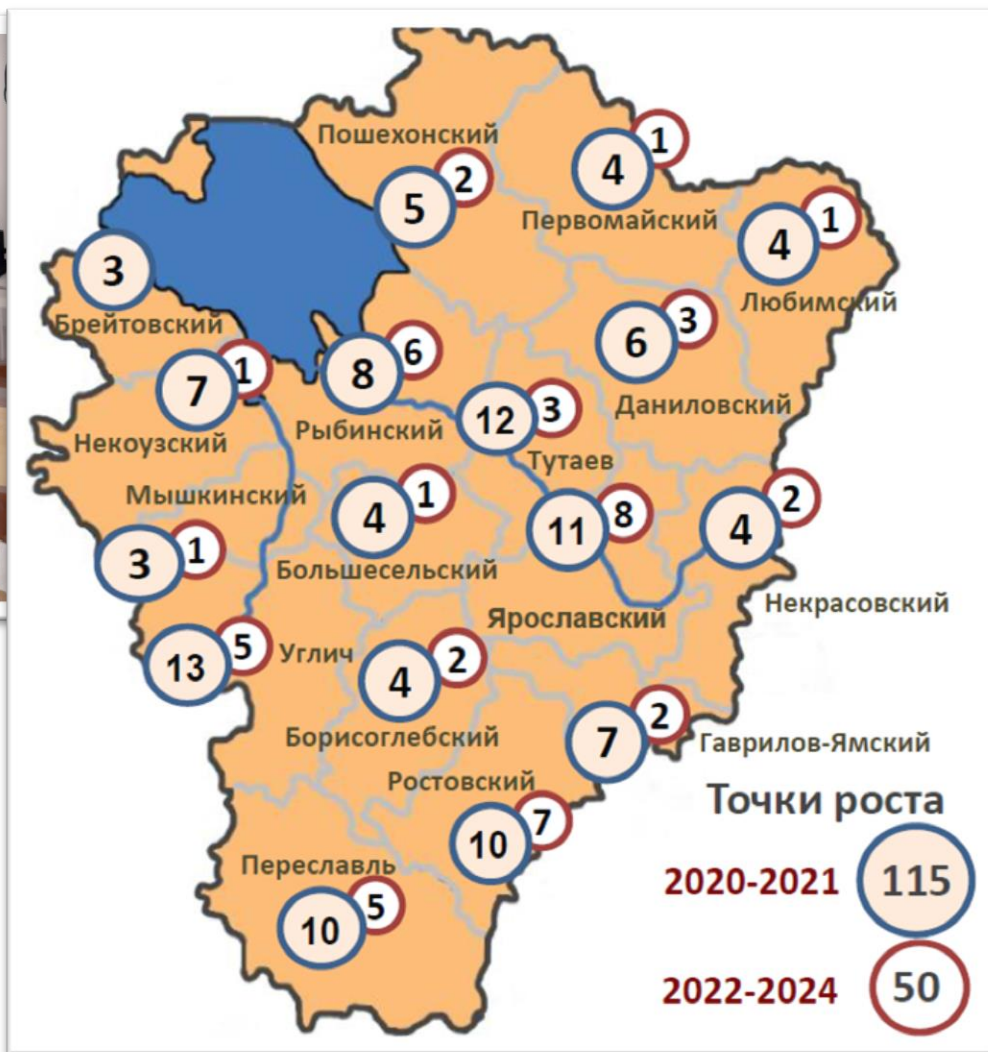 Пошехонский
1
4
2
5
Первомайский
1
4
3
Любимский
Брейтовский
3
6
6
1
8
7
Даниловский
3
12
Рыбинский
Некоузский
Тутаев
Мышкинский
1
4
2
8
4
11
1
3
Большесельский
Некрасовский
Ярославский
5
Углич
2
13
4
2
Борисоглебский
7
Гаврилов-Ямский
Ростовский
Точки роста
7
10
Переславль
2020-2021
115
5
10
2022-2024
50